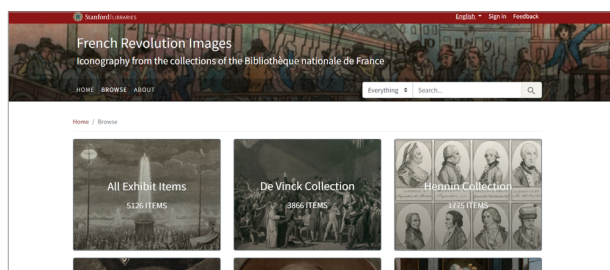 Stanford LIBRARIES
English Sign in Feedback
French Revolution Images
Iconography from the collections of the Bibliothèque nationale de France
HOME BROWSE ABOUT
Everything Search...
Home / Browse
All Exhibit Items
5126 ITEMS
De Vinck Collection
3866 ITEMS
Hennin Collection
1775 ITEMS